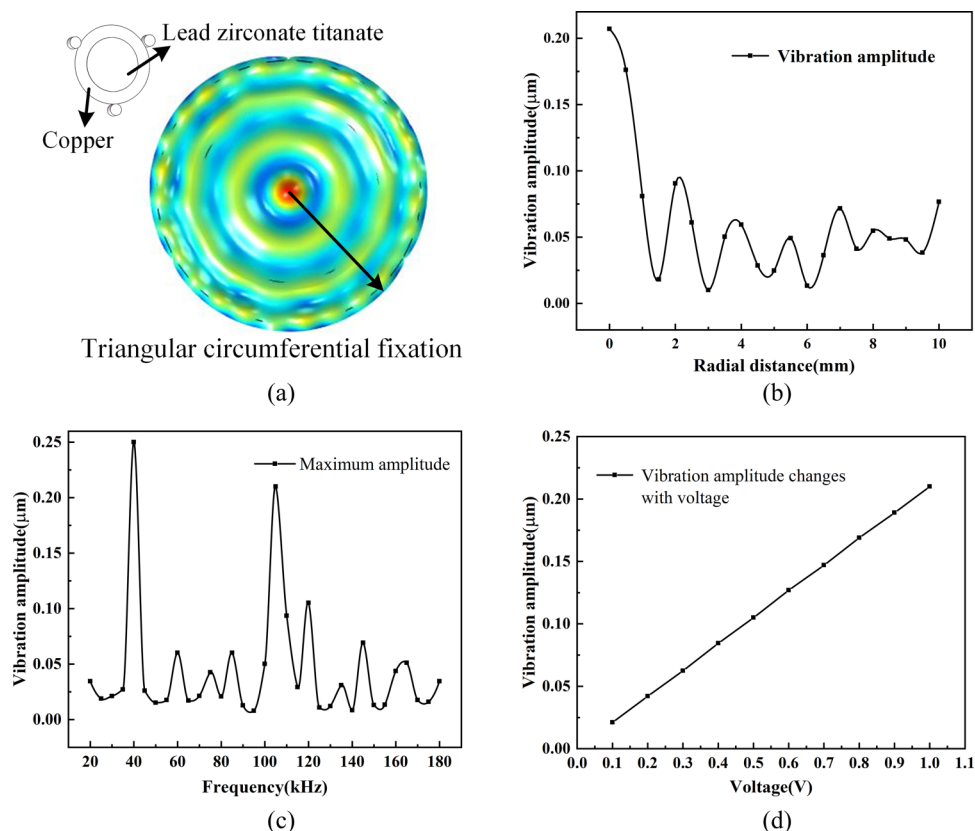 Lead zirconate titanate
Copper
Triangular circumferential fixation
(a)
Vibration amplitude(μm)
0.20
0.15
0.10
0.05
0.00
Vibration amplitude
0 2 4 6 8 10
Radial distance(mm)
(b)
Vibration amplitude(μm)
0.25
0.20
0.15
0.10
0.05
0.00
Maximum amplitude
20 40 60 80 100 120 140 160 180
Frequency(kHz)
(c)
Vibration amplitude(μm)
0.25
0.20
0.15
0.10
0.05
0.00
Vibration amplitude changes
with voltage
0.0 0.1 0.2 0.3 0.4 0.5 0.6 0.7 0.8 0.9 1.0 1.1
Voltage(V)
(d)